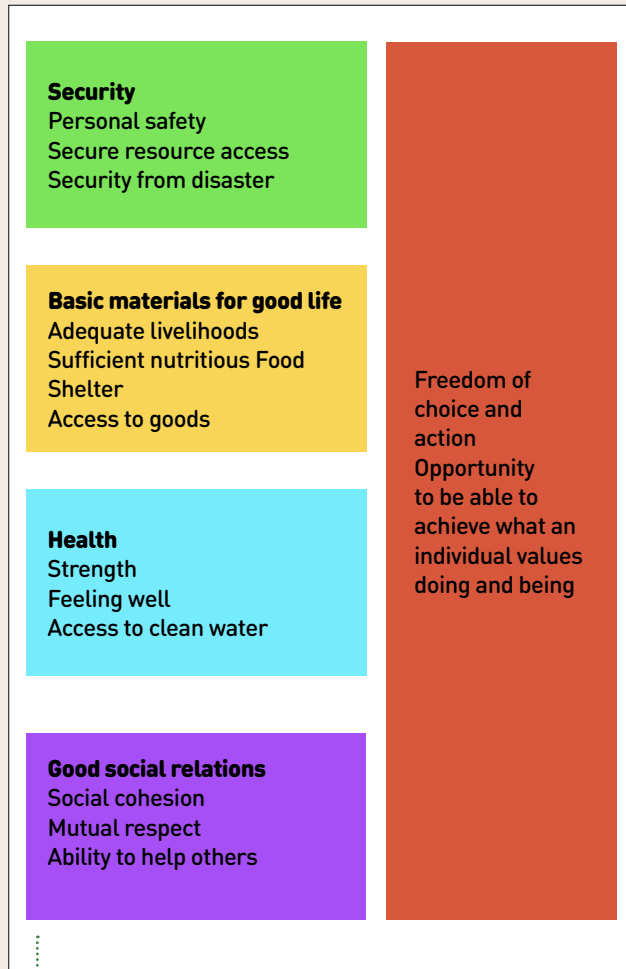 Security
Personal safety
Secure resource access
Security from disaster
Basic materials for good life
Adequate livelihoods
Sufficient nutritious Food
Shelter
Access to goods
Health
Strength
Feeling well
Access to clean water
Good social relations
Social cohesion
Mutual respect
Ability to help others
Freedom of
choice and
action
Opportunity
to be able to
achieve what an
individual values
doing and being